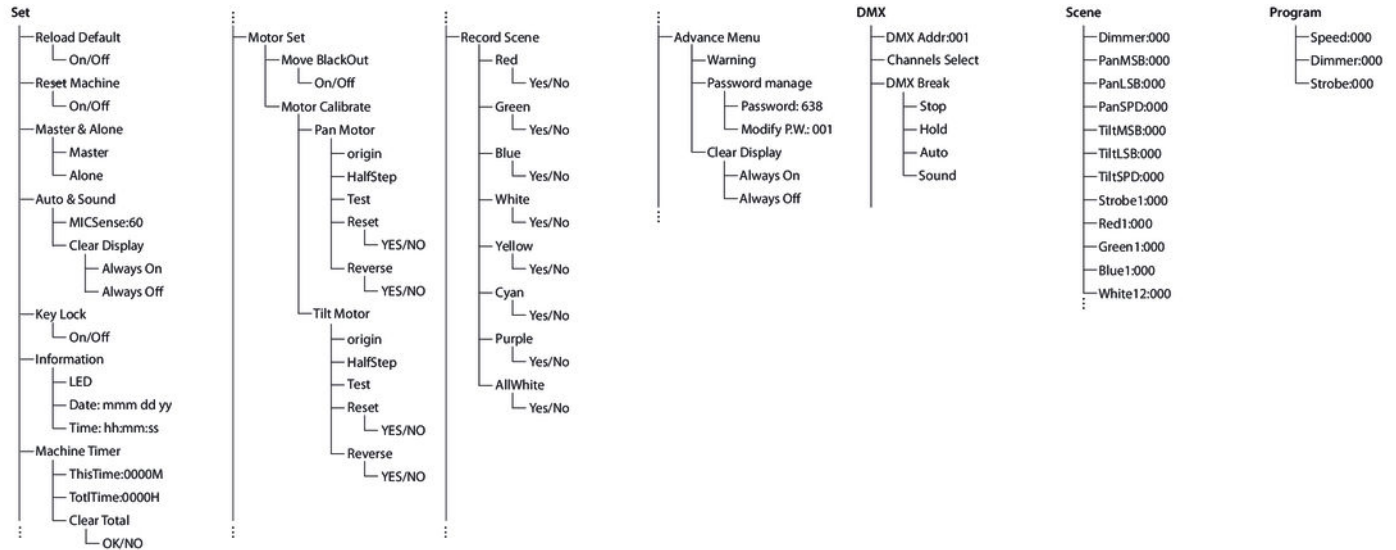 Set
Reload Default
On/Off
Reset Machine
On/Off
Master & Alone
Master
Alone
Auto & Sound
MICSense:60
Clear Display
Always On
Always Off
Key Lock
On/Off
Information
LED
Date: mmm dd yy
Time: hh:mm:ss
Machine Timer
ThisTime:0000M
TotlTime:0000H
Clear Total
OK/NO
Motor Set
Move BlackOut
On/Off
Motor Calibrate
Pan Motor
origin
HalfStep
Test
Reset
YES/NO
Reverse
YES/NO
Tilt Motor
origin
HalfStep
Test
Reset
YES/NO
Reverse
YES/NO
Record Scene
Red
Yes/No
Green
Yes/No
Blue
Yes/No
White
Yes/No
Yellow
Yes/No
Cyan
Yes/No
Purple
Yes/No
AllWhite
Yes/No
Advance Menu
Warning
Password manage
Password: 638
Modify P.W.: 001
Clear Display
Always On
Always Off
DMX
DMX Addr:001
Channels Select
DMX Break
Stop
Hold
Auto
Sound
Scene
Dimmer:000
PanMSB:000
PanLSB:000
PanSPD:000
TiltMSB:000
TiltLSB:000
TiltSPD:000
Strobe1:000
Red1:000
Green1:000
Blue1:000
White12:000
Program
Speed:000
Dimmer:000
Strobe:000